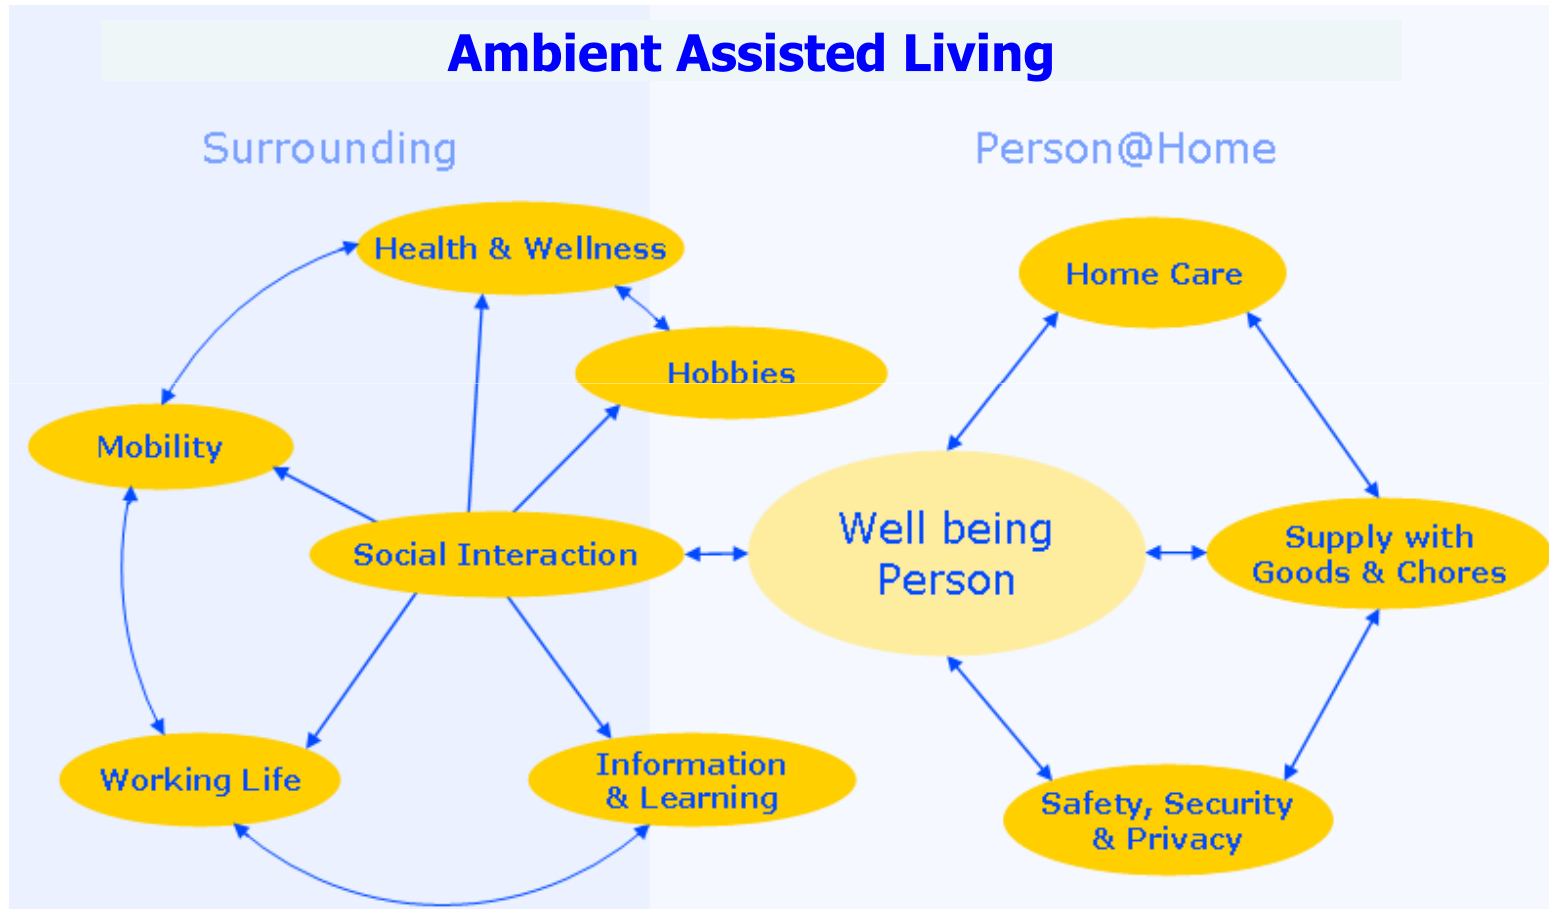 Ambient Assisted Living
Surrounding
Person@Home
Health & Wellness
Home Care
Hobbies
Mobility
Well being
Person
Social Interaction
Supply with
Goods & Chores
Working Life
Information
& Learning
Safety, Security
& Privacy